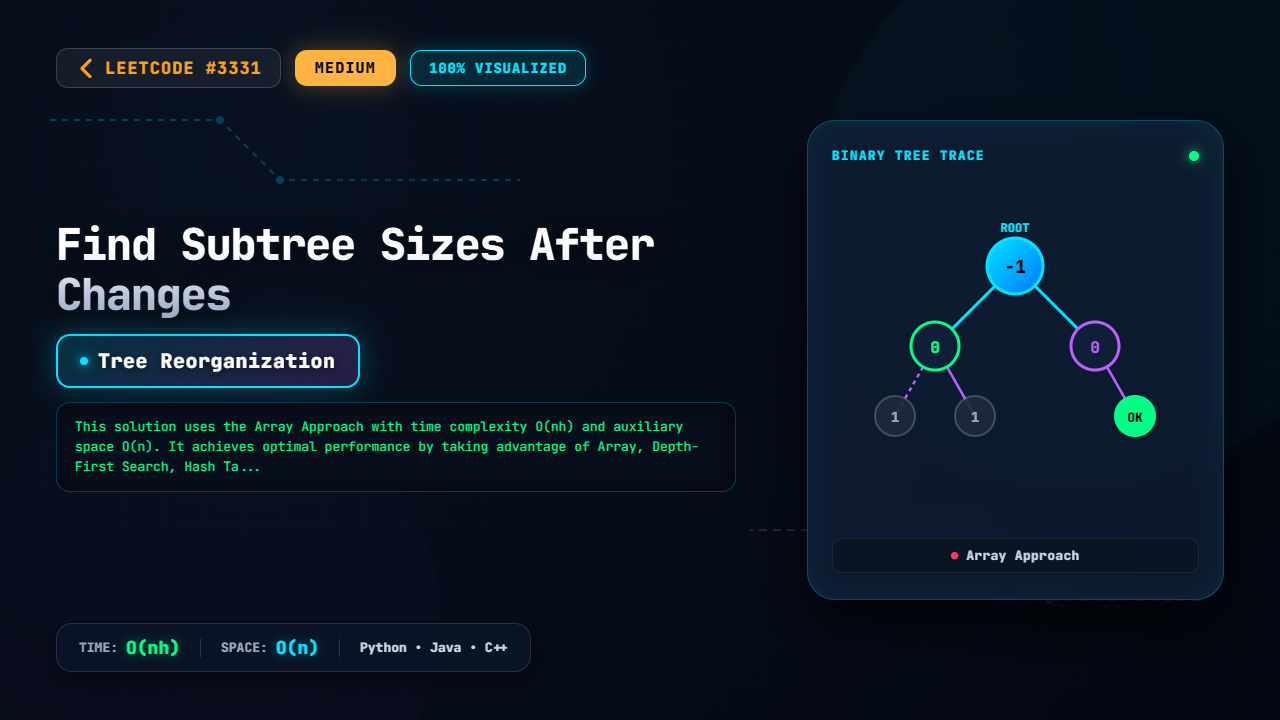 LEETCODE #3331
MEDIUM
100% VISUALIZED
Find Subtree Sizes After
Changes
Tree Reorganization
This solution uses the Array Approach with time complexity O(nh) and auxiliary
space O(n). It achieves optimal performance by taking advantage of Array, Depth-
First Search, Hash Ta...
TIME: O(nh)
SPACE: O(n)
Python • Java • C++
BINARY TREE TRACE
ROOT
-1
0
0
1
1
OK
Array Approach